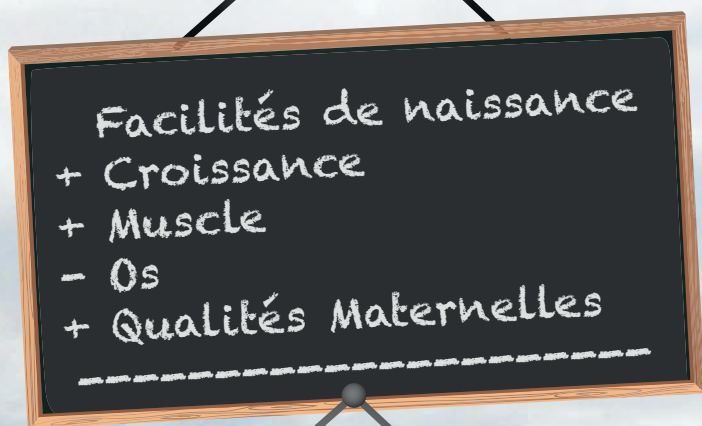 Facilités de naissance
+ Croissance
+ Muscle
- Os
+ Qualités Maternelles
---------------------